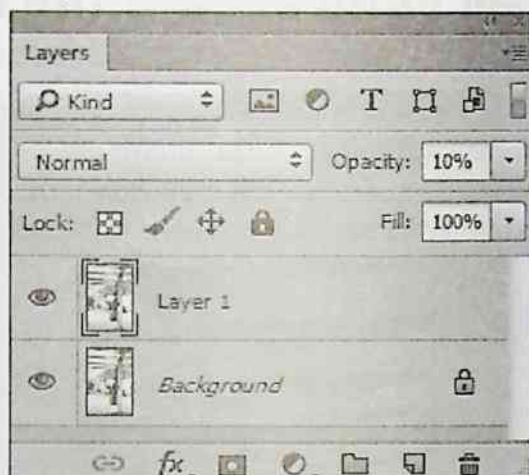 Layers
Kind T
Normal Opacity: 10%
Lock: Fill: 100%
Layer 1
Background
fx